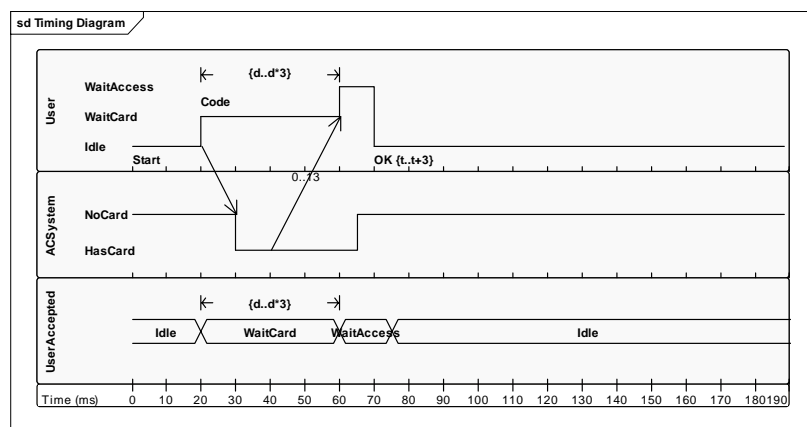 sd Timing Diagram
{d..d*3}
WaitAccess
Code
WaitCard
Idle
Start
OK {t..t+3}
User
0..13
NoCard
HasCard
ACSystem
{d..d*3}
Idle
WaitCard
WaitAccess
Idle
UserAccepted
Time (ms)
0 10 20 30 40 50 60 70 80 90 100 110 120 130 140 150 160 170 180 190